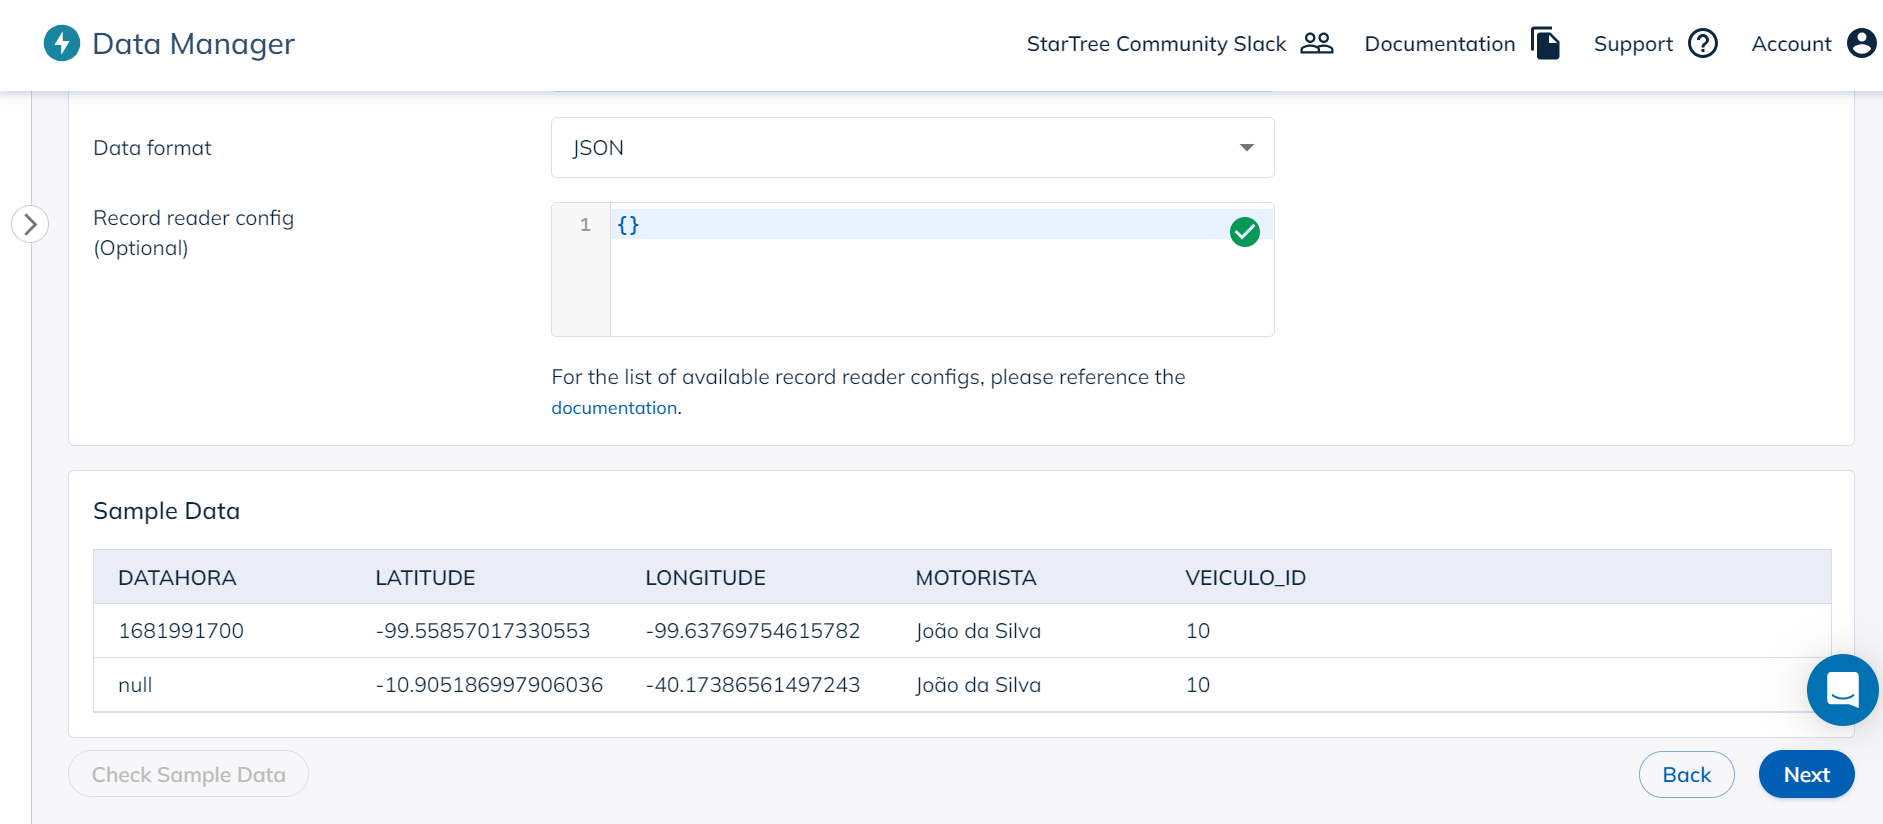 Data Manager
StarTree Community Slack
Documentation
Support
Account
Data format
JSON
Record reader config
(Optional)
1
{}
For the list of available record reader configs, please reference the
documentation.
Sample Data
DATAHORA LATITUDE LONGITUDE MOTORISTA VEICULO_ID
1681991700 -99.55857017330553 -99.63769754615782 João da Silva 10
null -10.905186997906036 -40.17386561497243 João da Silva 10
Check Sample Data
Back
Next